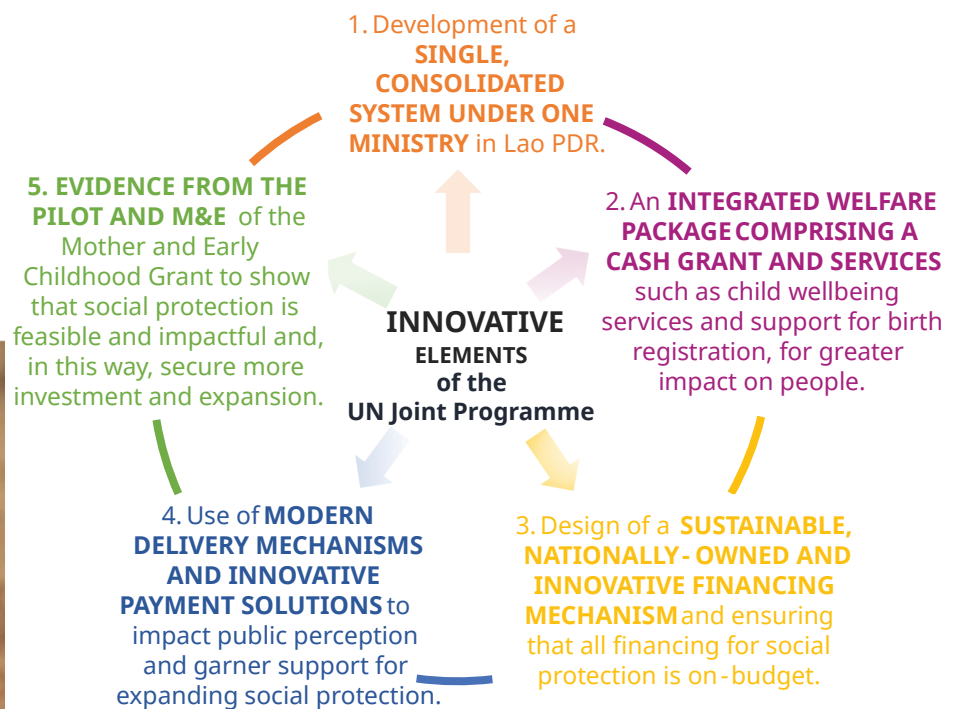 1. Development of a
SINGLE,
CONSOLIDATED
SYSTEM UNDER ONE
MINISTRY in Lao PDR.
2. An INTEGRATED WELFARE
PACKAGE COMPRISING A
CASH GRANT AND SERVICES
such as child wellbeing
services and support for birth
registration, for greater
impact on people.
3. Design of a SUSTAINABLE,
NATIONALLY-OWNED AND
INNOVATIVE FINANCING
MECHANISM and ensuring
that all financing for social
protection is on-budget.
4. Use of MODERN
DELIVERY MECHANISMS
AND INNOVATIVE
PAYMENT SOLUTIONS to
impact public perception
and garner support for
expanding social protection.
5. EVIDENCE FROM THE
PILOT AND M&E of the
Mother and Early
Childhood Grant to show
that social protection is
feasible and impactful and,
in this way, secure more
investment and expansion.
INNOVATIVE
ELEMENTS
of the
UN Joint Programme